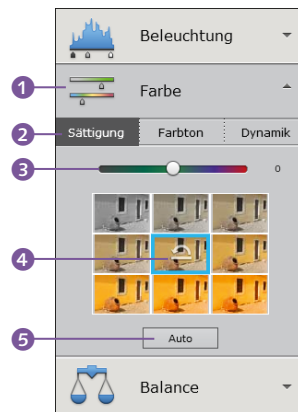 Beleuchtung
1 Farbe
2 Sättigung Farbton Dynamik
3 0
4
5 Auto
Balance